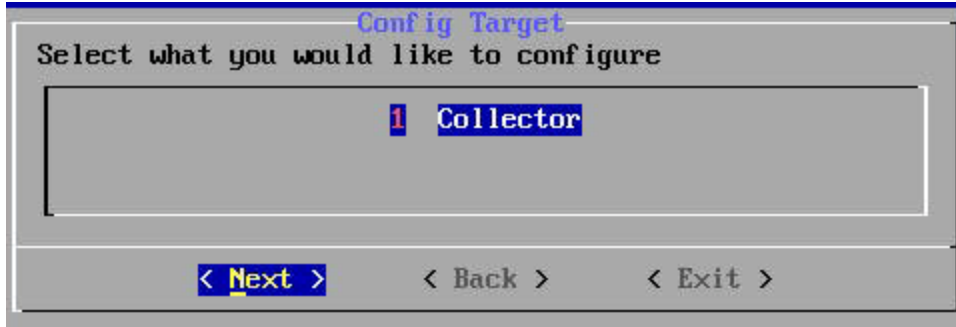 Config Target
Select what you would like to configure
1 Collector
< Next > < Back > < Exit >